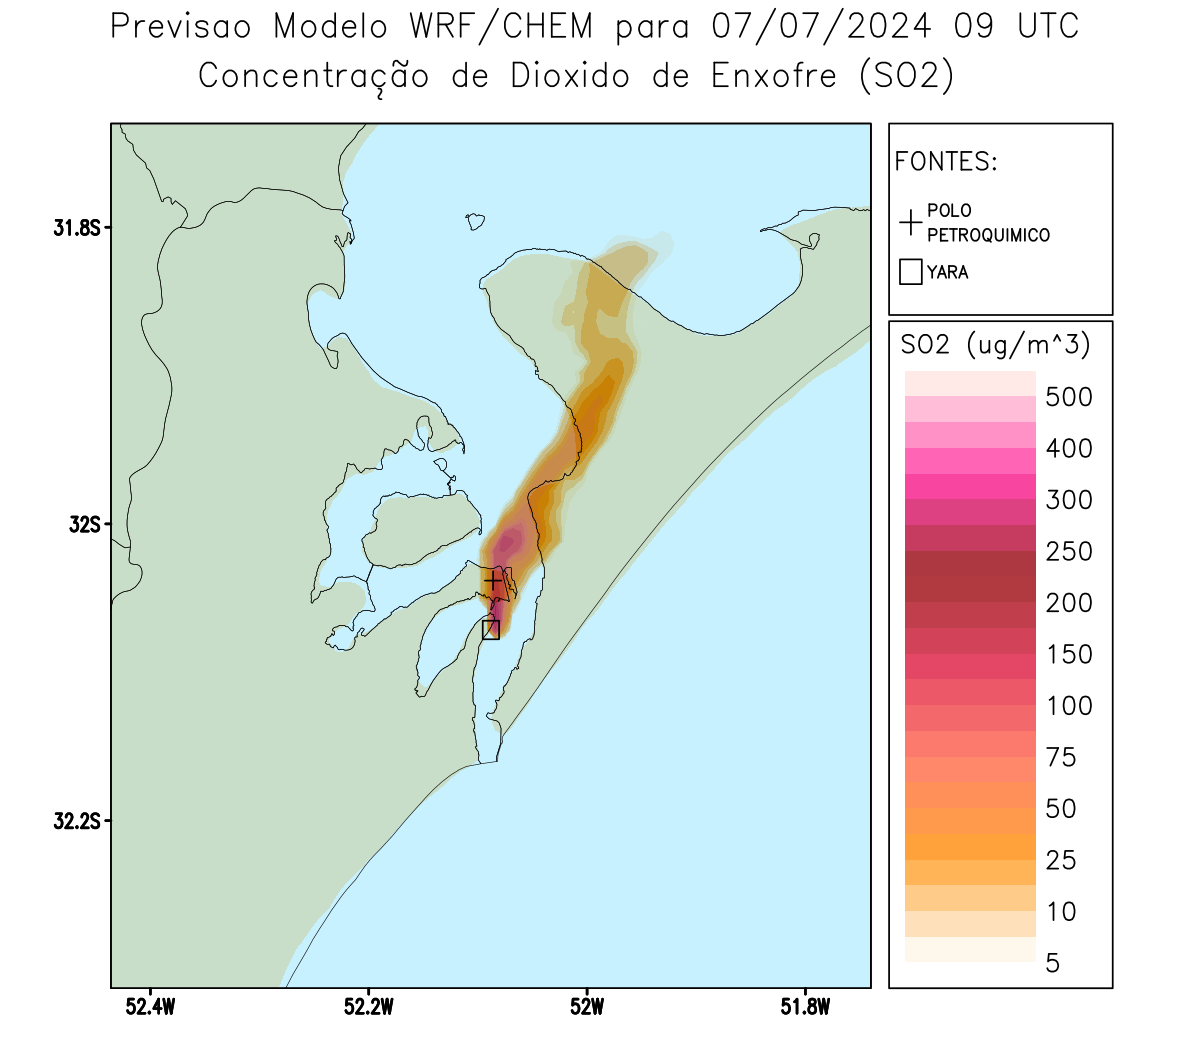 Previsao Modelo WRF/CHEM para 07/07/2024 09 UTC
Concentração de Dioxido de Enxofre (SO2)
FONTES:
POLO
PETROQUIMICO
YARA
31.8S
32S
32.2S
52.4W
52.2W
52W
51.8W
SO2 (ug/m^3)
500
400
300
250
200
150
100
75
50
25
10
5